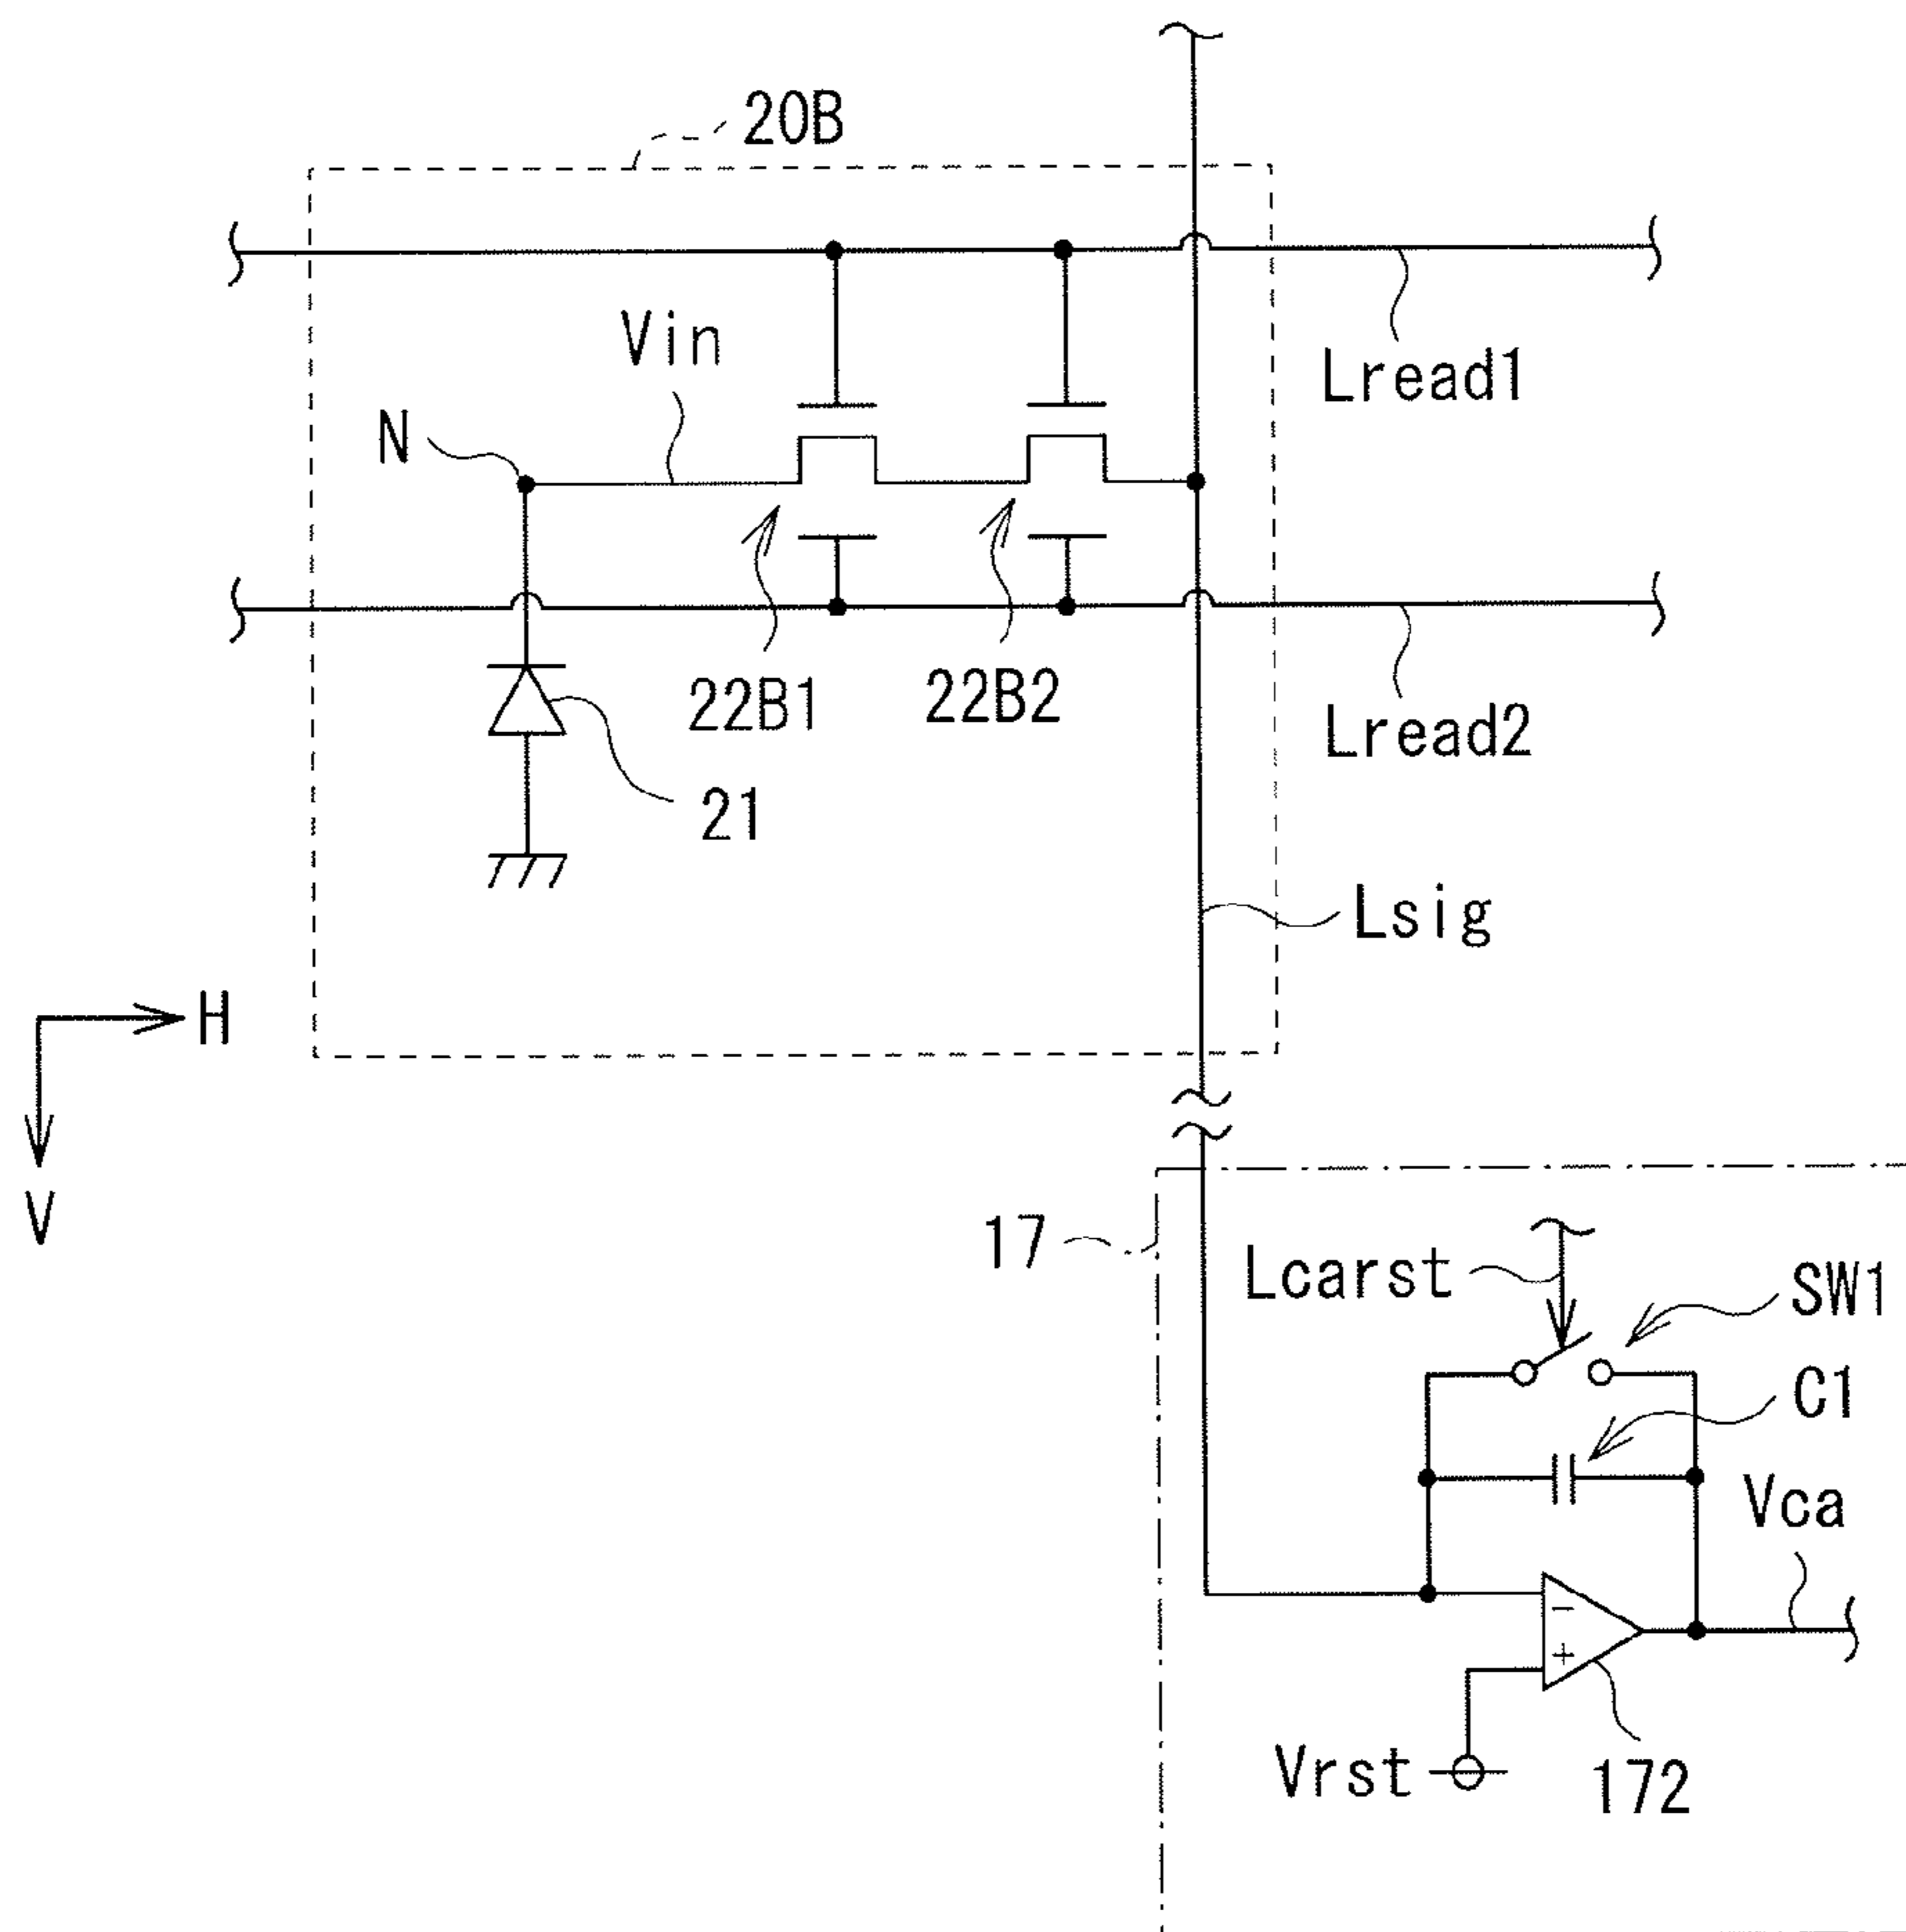 20B
Vin
Lread1
N
22B1
22B2
Lread2
21
Lsig
H
V
17
Lcarst
SW1
C1
Vca
−
+
Vrst
172